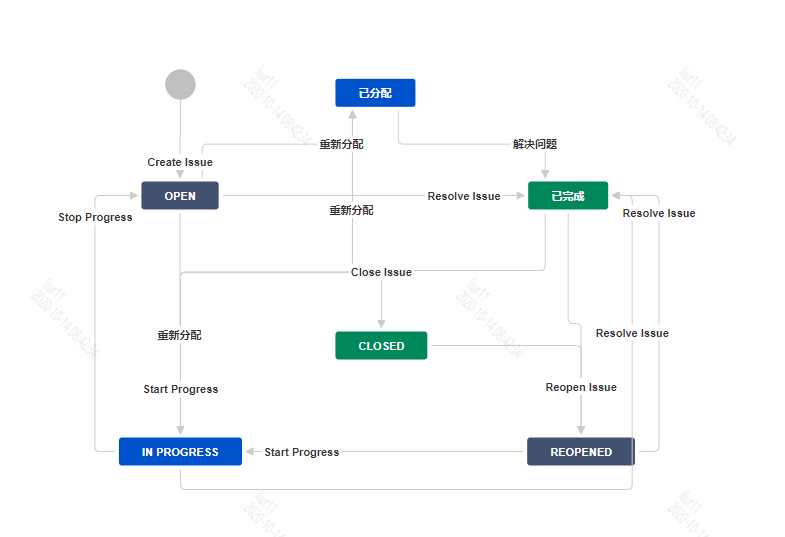 已分配
重新分配
解决问题
Create Issue
OPEN
Resolve Issue
已完成
Stop Progress
重新分配
Resolve Issue
Close Issue
重新分配
CLOSED
Resolve Issue
Start Progress
Reopen Issue
IN PROGRESS
Start Progress
REOPENED